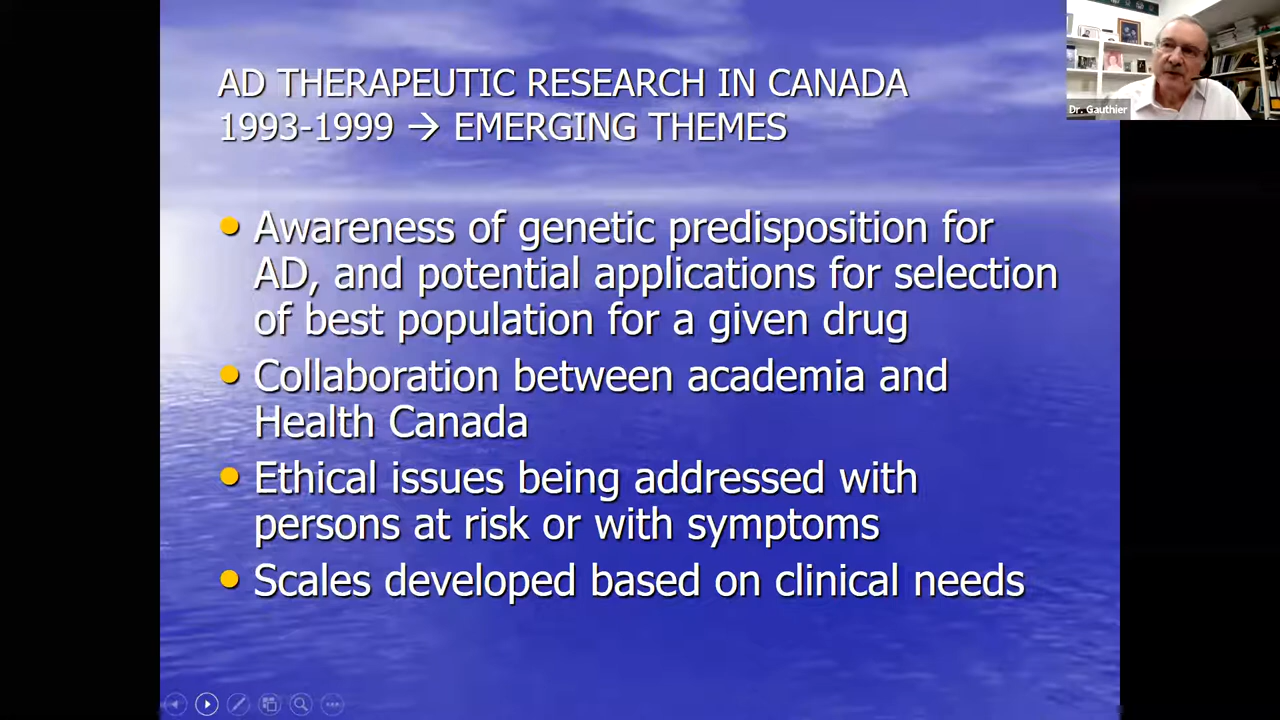 AD THERAPEUTIC RESEARCH IN CANADA
1993-1999 → EMERGING THEMES
Dr. Gauthier
• Awareness of genetic predisposition for
AD, and potential applications for selection
of best population for a given drug
• Collaboration between academia and
Health Canada
• Ethical issues being addressed with
persons at risk or with symptoms
• Scales developed based on clinical needs